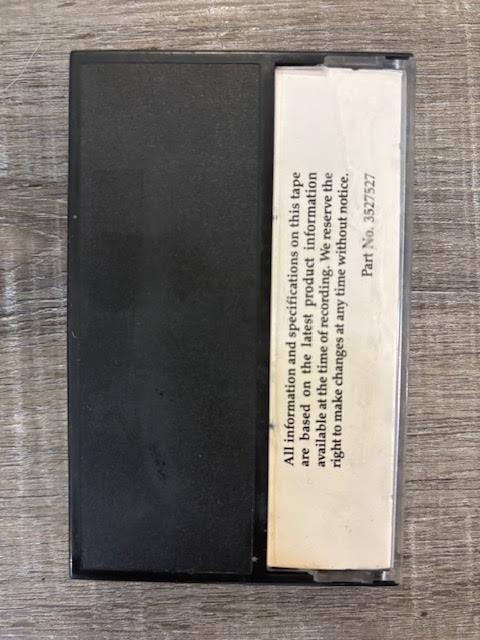 All information and specifications on this tape
are based on the latest product information
available at the time of recording. We reserve the
right to make changes at any time without notice.
Part No. 3527527